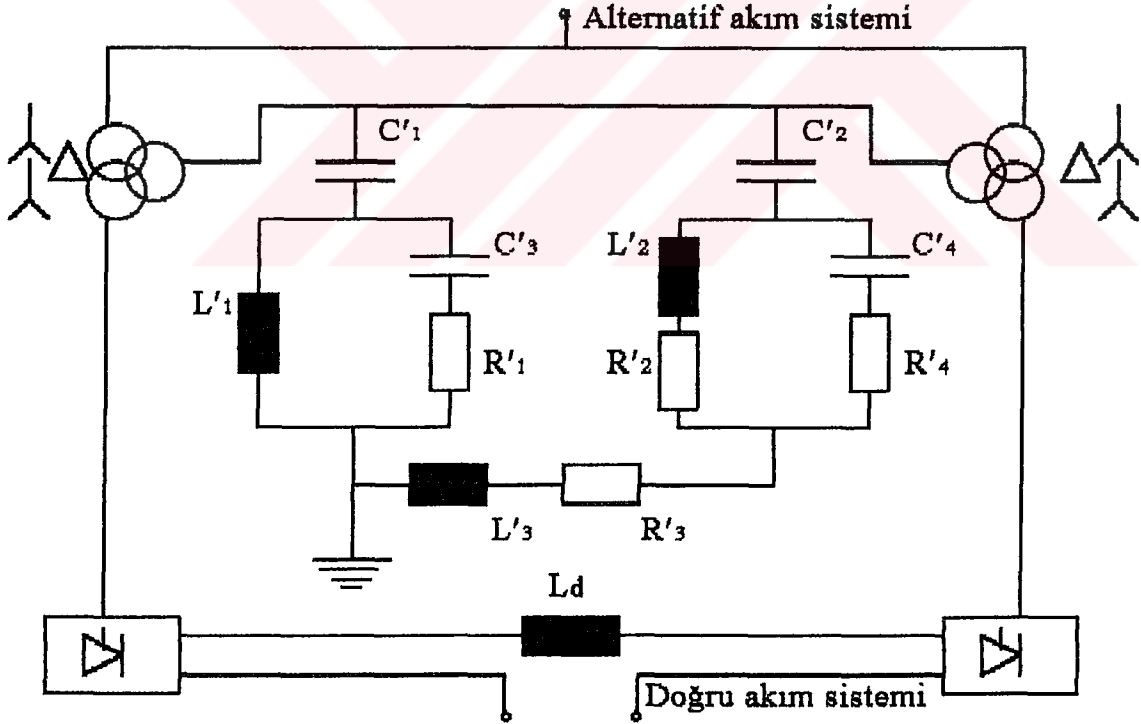 Alternatif akım sistemi
C'1
C'2
C'3
L'2
C'4
L'1
R'1
R'2
R'4
L'3
R'3
Ld
Doğru akım sistemi